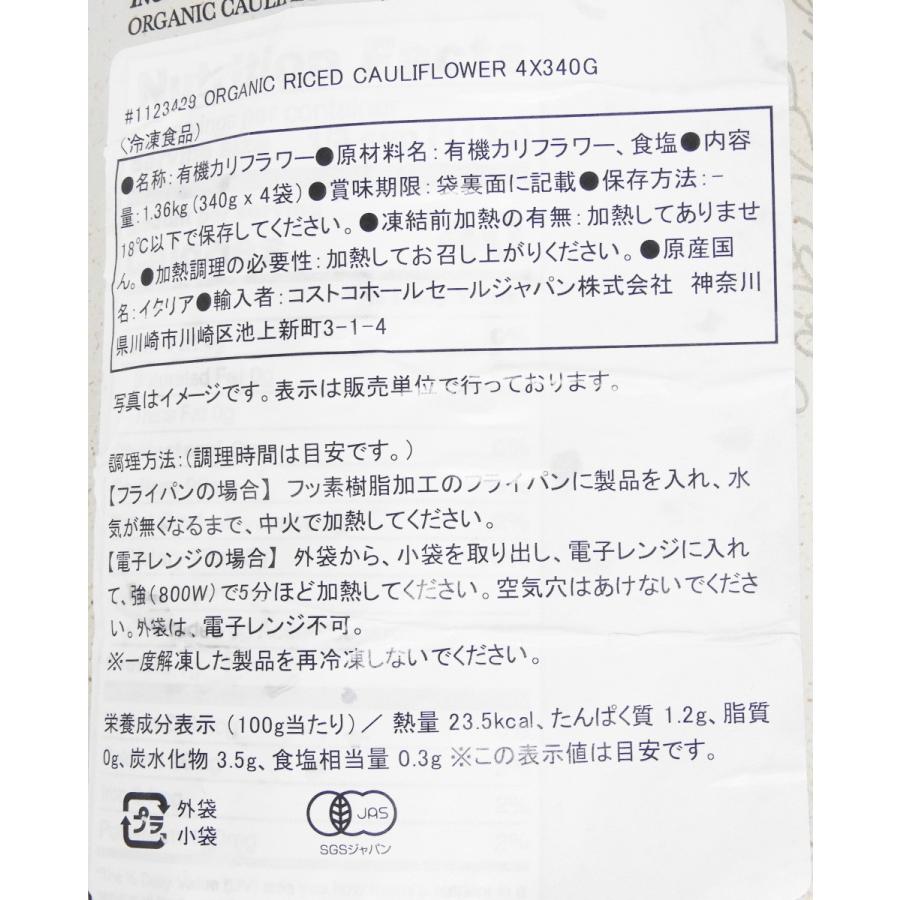 ORGANIC CAULIFL
#1123429 ORGANIC RICED CAULIFLOWER 4X340G
〈冷凍食品〉
●名称：有機カリフラワー●原材料名：有機カリフラワー、食塩●内容
量：1.36kg (340g x 4袋)●賞味期限：袋裏面に記載●保存方法：-
18℃以下で保存してください。●凍結前加熱の有無：加熱してありませ
ん。●加熱調理の必要性：加熱してお召し上がりください。●原産国
名：イタリア●輸入者：コストコホールセールジャパン株式会社 神奈川
県川崎市川崎区池上新町3-1-4
写真はイメージです。表示は販売単位で行っております。
調理方法：（調理時間は目安です。）
【フライパンの場合】 フッ素樹脂加工のフライパンに製品を入れ、水
気が無くなるまで、中火で加熱してください。
【電子レンジの場合】 外袋から、小袋を取り出し、電子レンジに入れ
て、強（800W）で5分ほど加熱してください。空気穴はあけないでくださ
い。外袋は、電子レンジ不可。
※一度解凍した製品を再冷凍しないでください。
栄養成分表示（100g当たり）／ 熱量 23.5kcal、たんぱく質 1.2g、脂質
0g、炭水化物 3.5g、食塩相当量 0.3g ※この表示値は目安です。
プラ 外袋
小袋
JAS
SGSジャパン